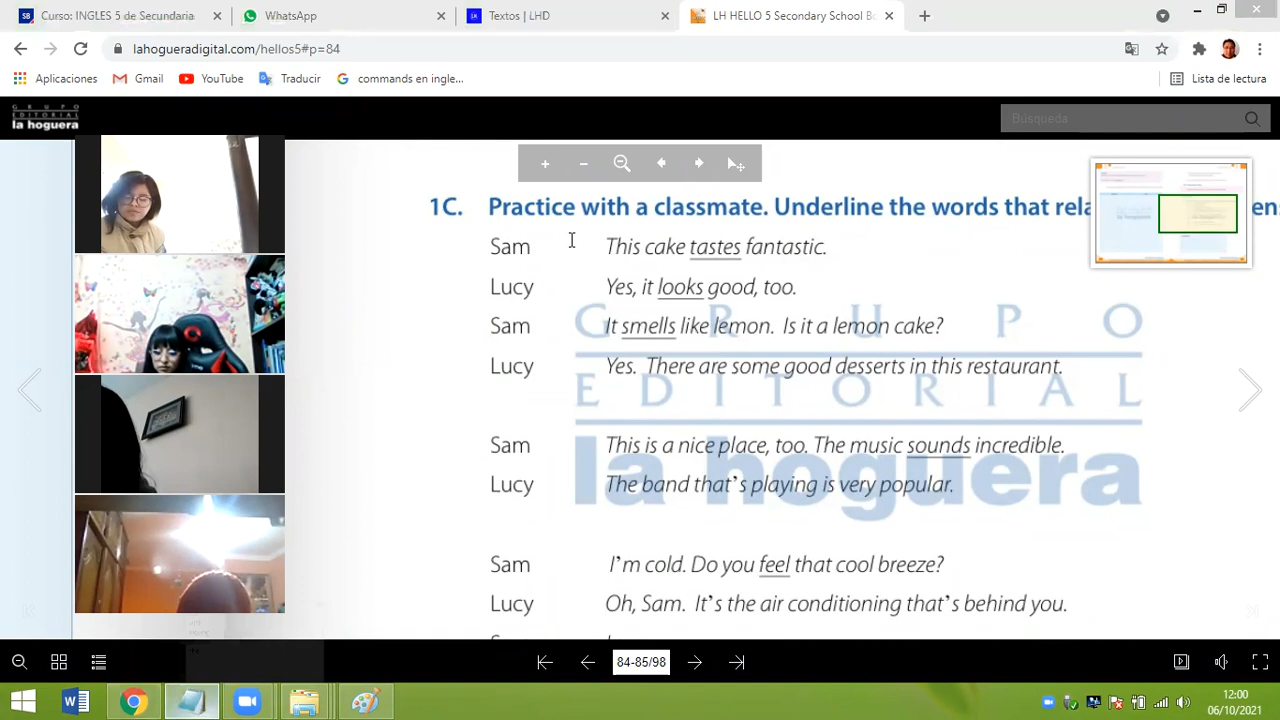 Curso: INGLES 5 de Secundaria
WhatsApp
Textos | LHD
LH HELLO 5 Secondary School Bo
lahogueradigital.com/hellos5#p=84
Aplicaciones
Gmail
YouTube
Traducir
commands en ingle...
Lista de lectura
GRUPO
EDITORIAL
la hoguera
Búsqueda
1C. Practice with a classmate. Underline the words that rela
Sam This cake tastes fantastic.
Lucy Yes, it looks good, too.
Sam It smells like lemon. Is it a lemon cake?
Lucy Yes. There are some good desserts in this restaurant.
Sam This is a nice place, too. The music sounds incredible.
Lucy The band that's playing is very popular.
Sam I'm cold. Do you feel that cool breeze?
Lucy Oh, Sam. It's the air conditioning that's behind you.
GRUPO
EDITORIAL
la hoguera
84-85/98
12:00
06/10/2021